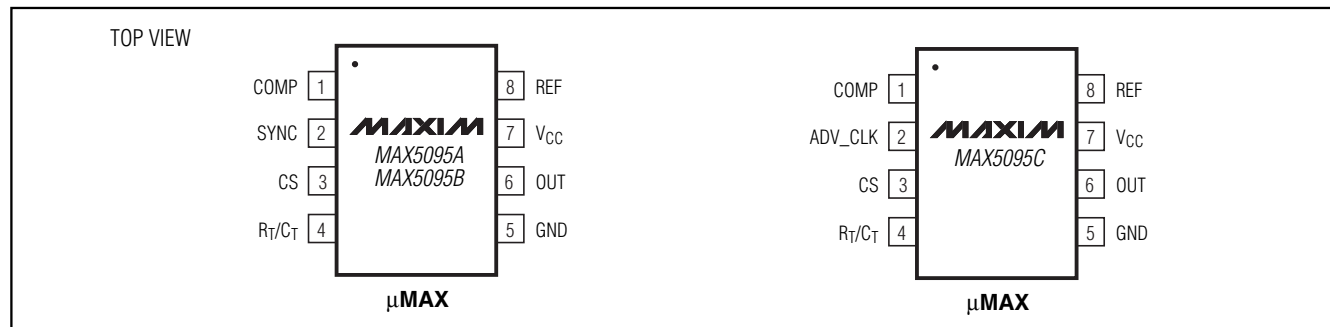 TOP VIEW
COMP 1
SYNC 2
CS 3
RT/CT 4
MAXIM
MAX5095A
MAX5095B
8 REF
7 VCC
6 OUT
5 GND
μMAX
COMP 1
ADV_CLK 2
CS 3
RT/CT 4
MAXIM
MAX5095C
8 REF
7 VCC
6 OUT
5 GND
μMAX